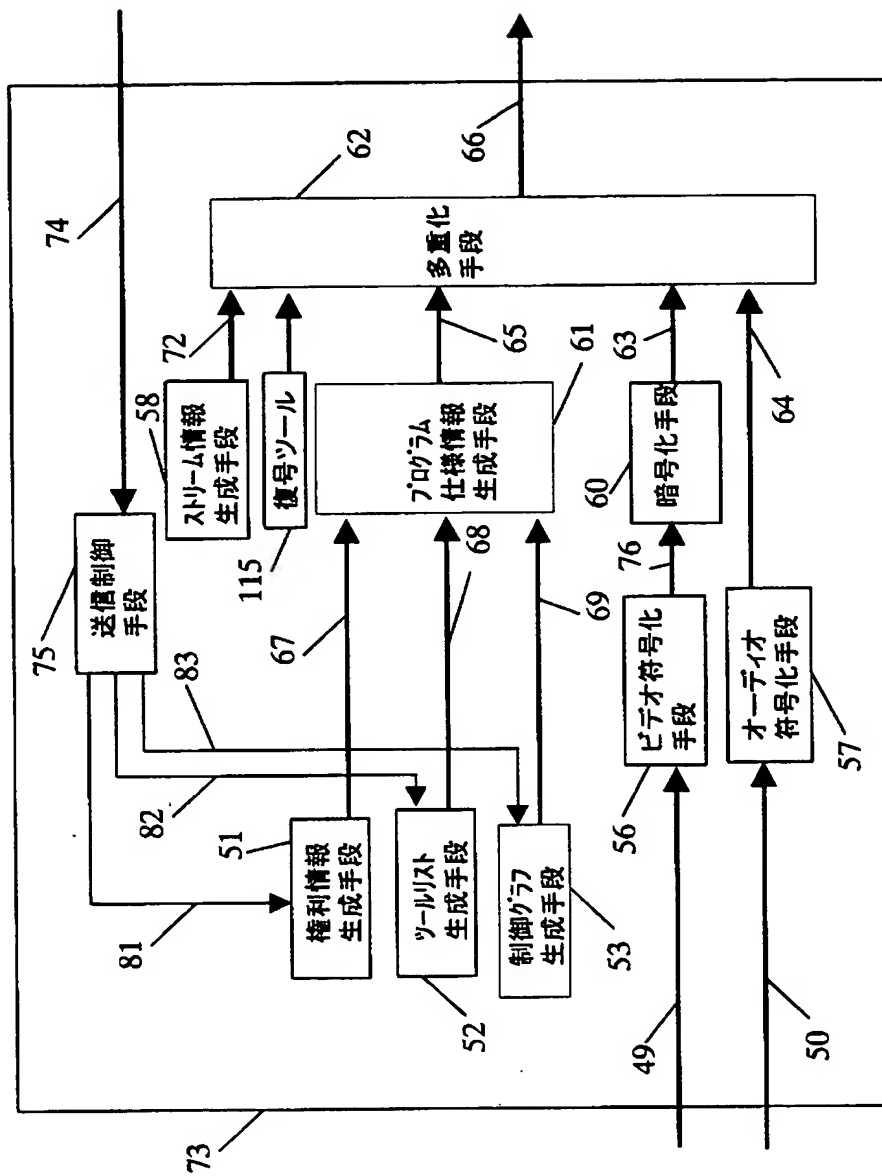 73
74
75
送信制御
手段
81
82
83
58
ストリーム情報
生成手段
72
62
復号ツール
115
51
権利情報
生成手段
67
52
ツールリスト
生成手段
68
53
制御グラフ
生成手段
69
プログラム
仕様情報
生成手段
61
65
多重化
手段
66
49
56
ビデオ符号化
手段
76
60
暗号化手段
63
50
オーディオ
符号化手段
57
64